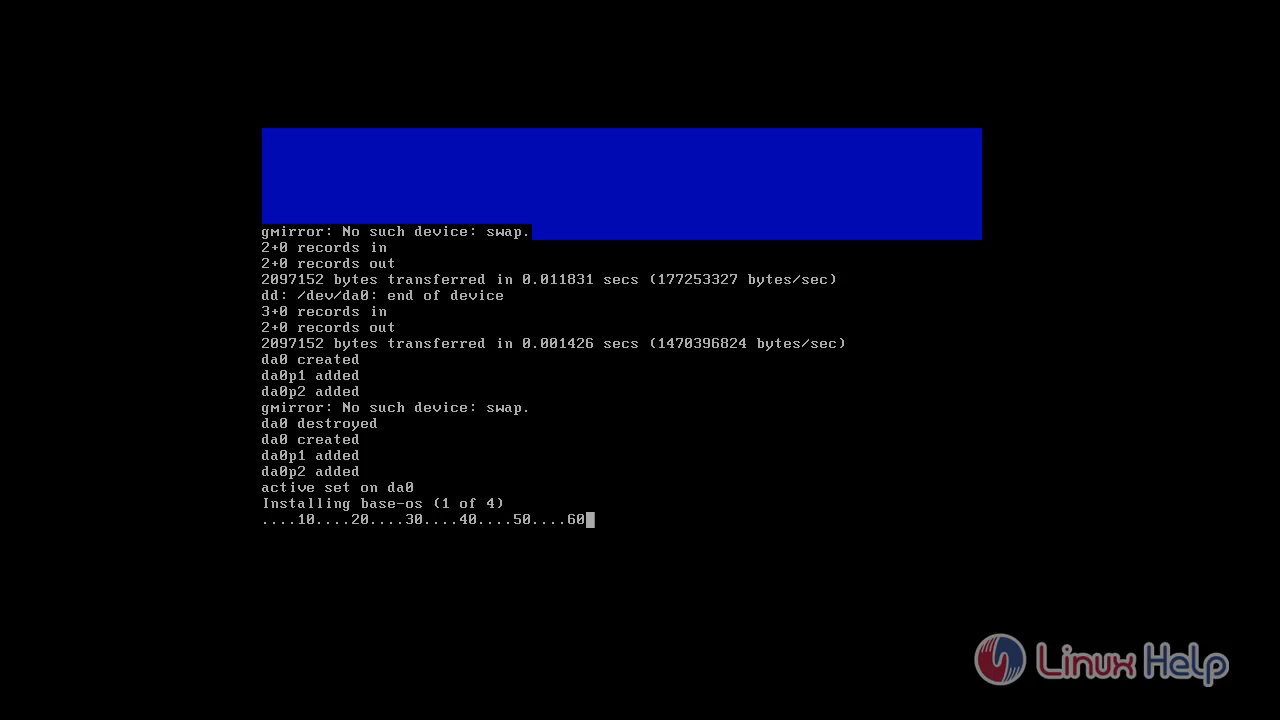 gmirror: No such device: swap.
2+0 records in
2+0 records out
2097152 bytes transferred in 0.011831 secs (177253327 bytes/sec)
dd: /dev/da0: end of device
3+0 records in
2+0 records out
2097152 bytes transferred in 0.001426 secs (1470396824 bytes/sec)
da0 created
da0p1 added
da0p2 added
gmirror: No such device: swap.
da0 destroyed
da0 created
da0p1 added
da0p2 added
active set on da0
Installing base-os (1 of 4)
....10....20....30....40....50....60
Linux Help